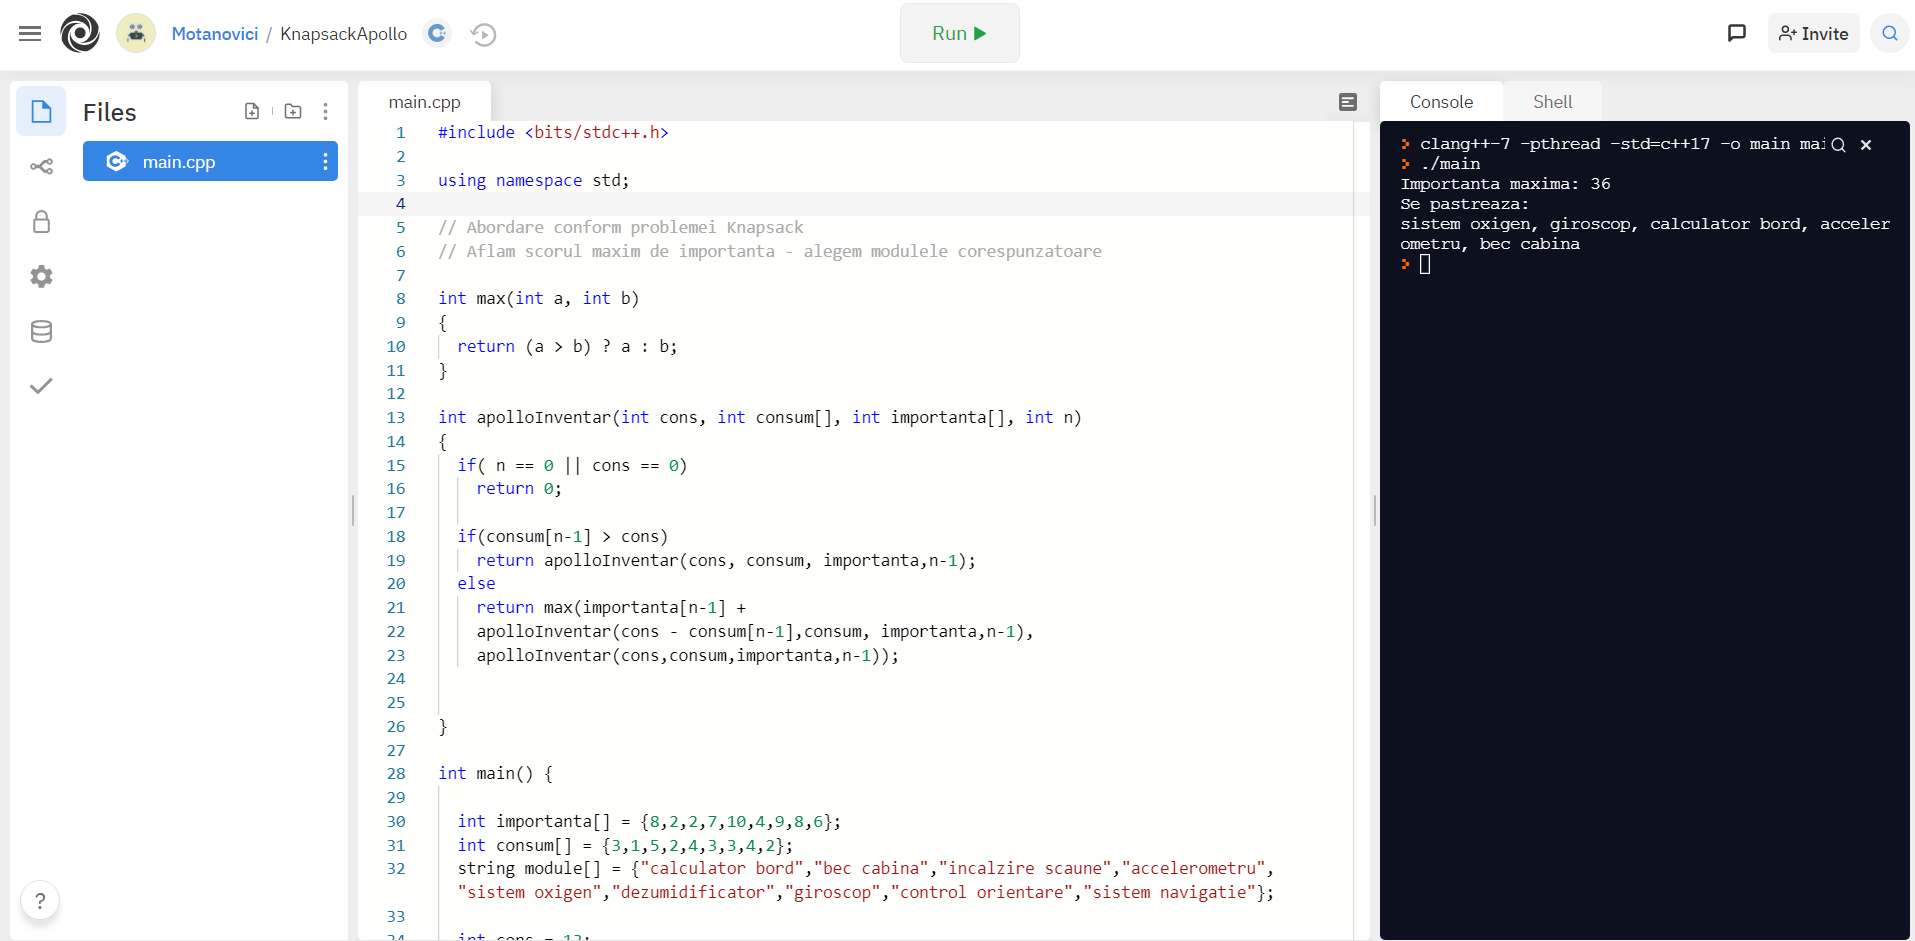 Motanovici / KnapsackApollo
Run
Invite
Files
main.cpp
main.cpp
1 #include <bits/stdc++.h>
2
3 using namespace std;
4
5 // Abordare conform problemei Knapsack
6 // Aflam scorul maxim de importanta - alegem modulele corespunzatoare
7
8 int max(int a, int b)
9 {
10 return (a > b) ? a : b;
11 }
12
13 int apolloInventar(int cons, int consum[], int importanta[], int n)
14 {
15 if( n == 0 || cons == 0)
16 return 0;
17
18 if(consum[n-1] > cons)
19 return apolloInventar(cons, consum, importanta,n-1);
20 else
21 return max(importanta[n-1] +
22 apolloInventar(cons - consum[n-1],consum, importanta,n-1),
23 apolloInventar(cons,consum,importanta,n-1));
24
25
26 }
27
28 int main() {
29
30 int importanta[] = {8,2,2,7,10,4,9,8,6};
31 int consum[] = {3,1,5,2,4,3,3,4,2};
32 string module[] = {"calculator bord","bec cabina","incalzire scaune","accelerometru",
"sistem oxigen","dezumidificator","giroscop","control orientare","sistem navigatie"};
33
34 int cons = 13;
Console
Shell
clang++-7 -pthread -std=c++17 -o main mai
./main
Importanta maxima: 36
Se pastreaza:
sistem oxigen, giroscop, calculator bord, acceler
ometru, bec cabina
?